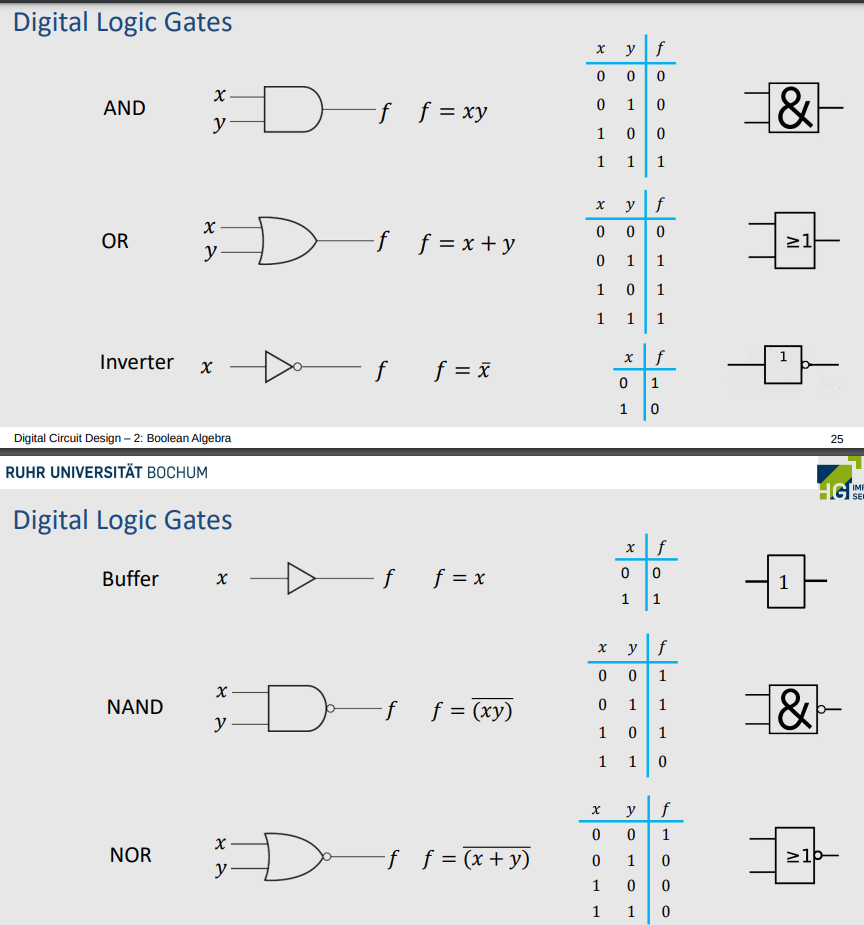 Digital Logic Gates
AND x y f f = xy &
x y f
0 0 0
0 1 0
1 0 0
1 1 1
OR x y f f = x + y ≥1
x y f
0 0 0
0 1 1
1 0 1
1 1 1
Inverter x f f = x̄ 1
x f
0 1
1 0
Digital Circuit Design – 2: Boolean Algebra 25
RUHR UNIVERSITÄT BOCHUM
HGI
Digital Logic Gates
Buffer x f f = x 1
x f
0 0
1 1
NAND x y f f = \overline{(xy)} &
x y f
0 0 1
0 1 1
1 0 1
1 1 0
NOR x y f f = \overline{(x + y)} ≥1
x y f
0 0 1
0 1 0
1 0 0
1 1 0